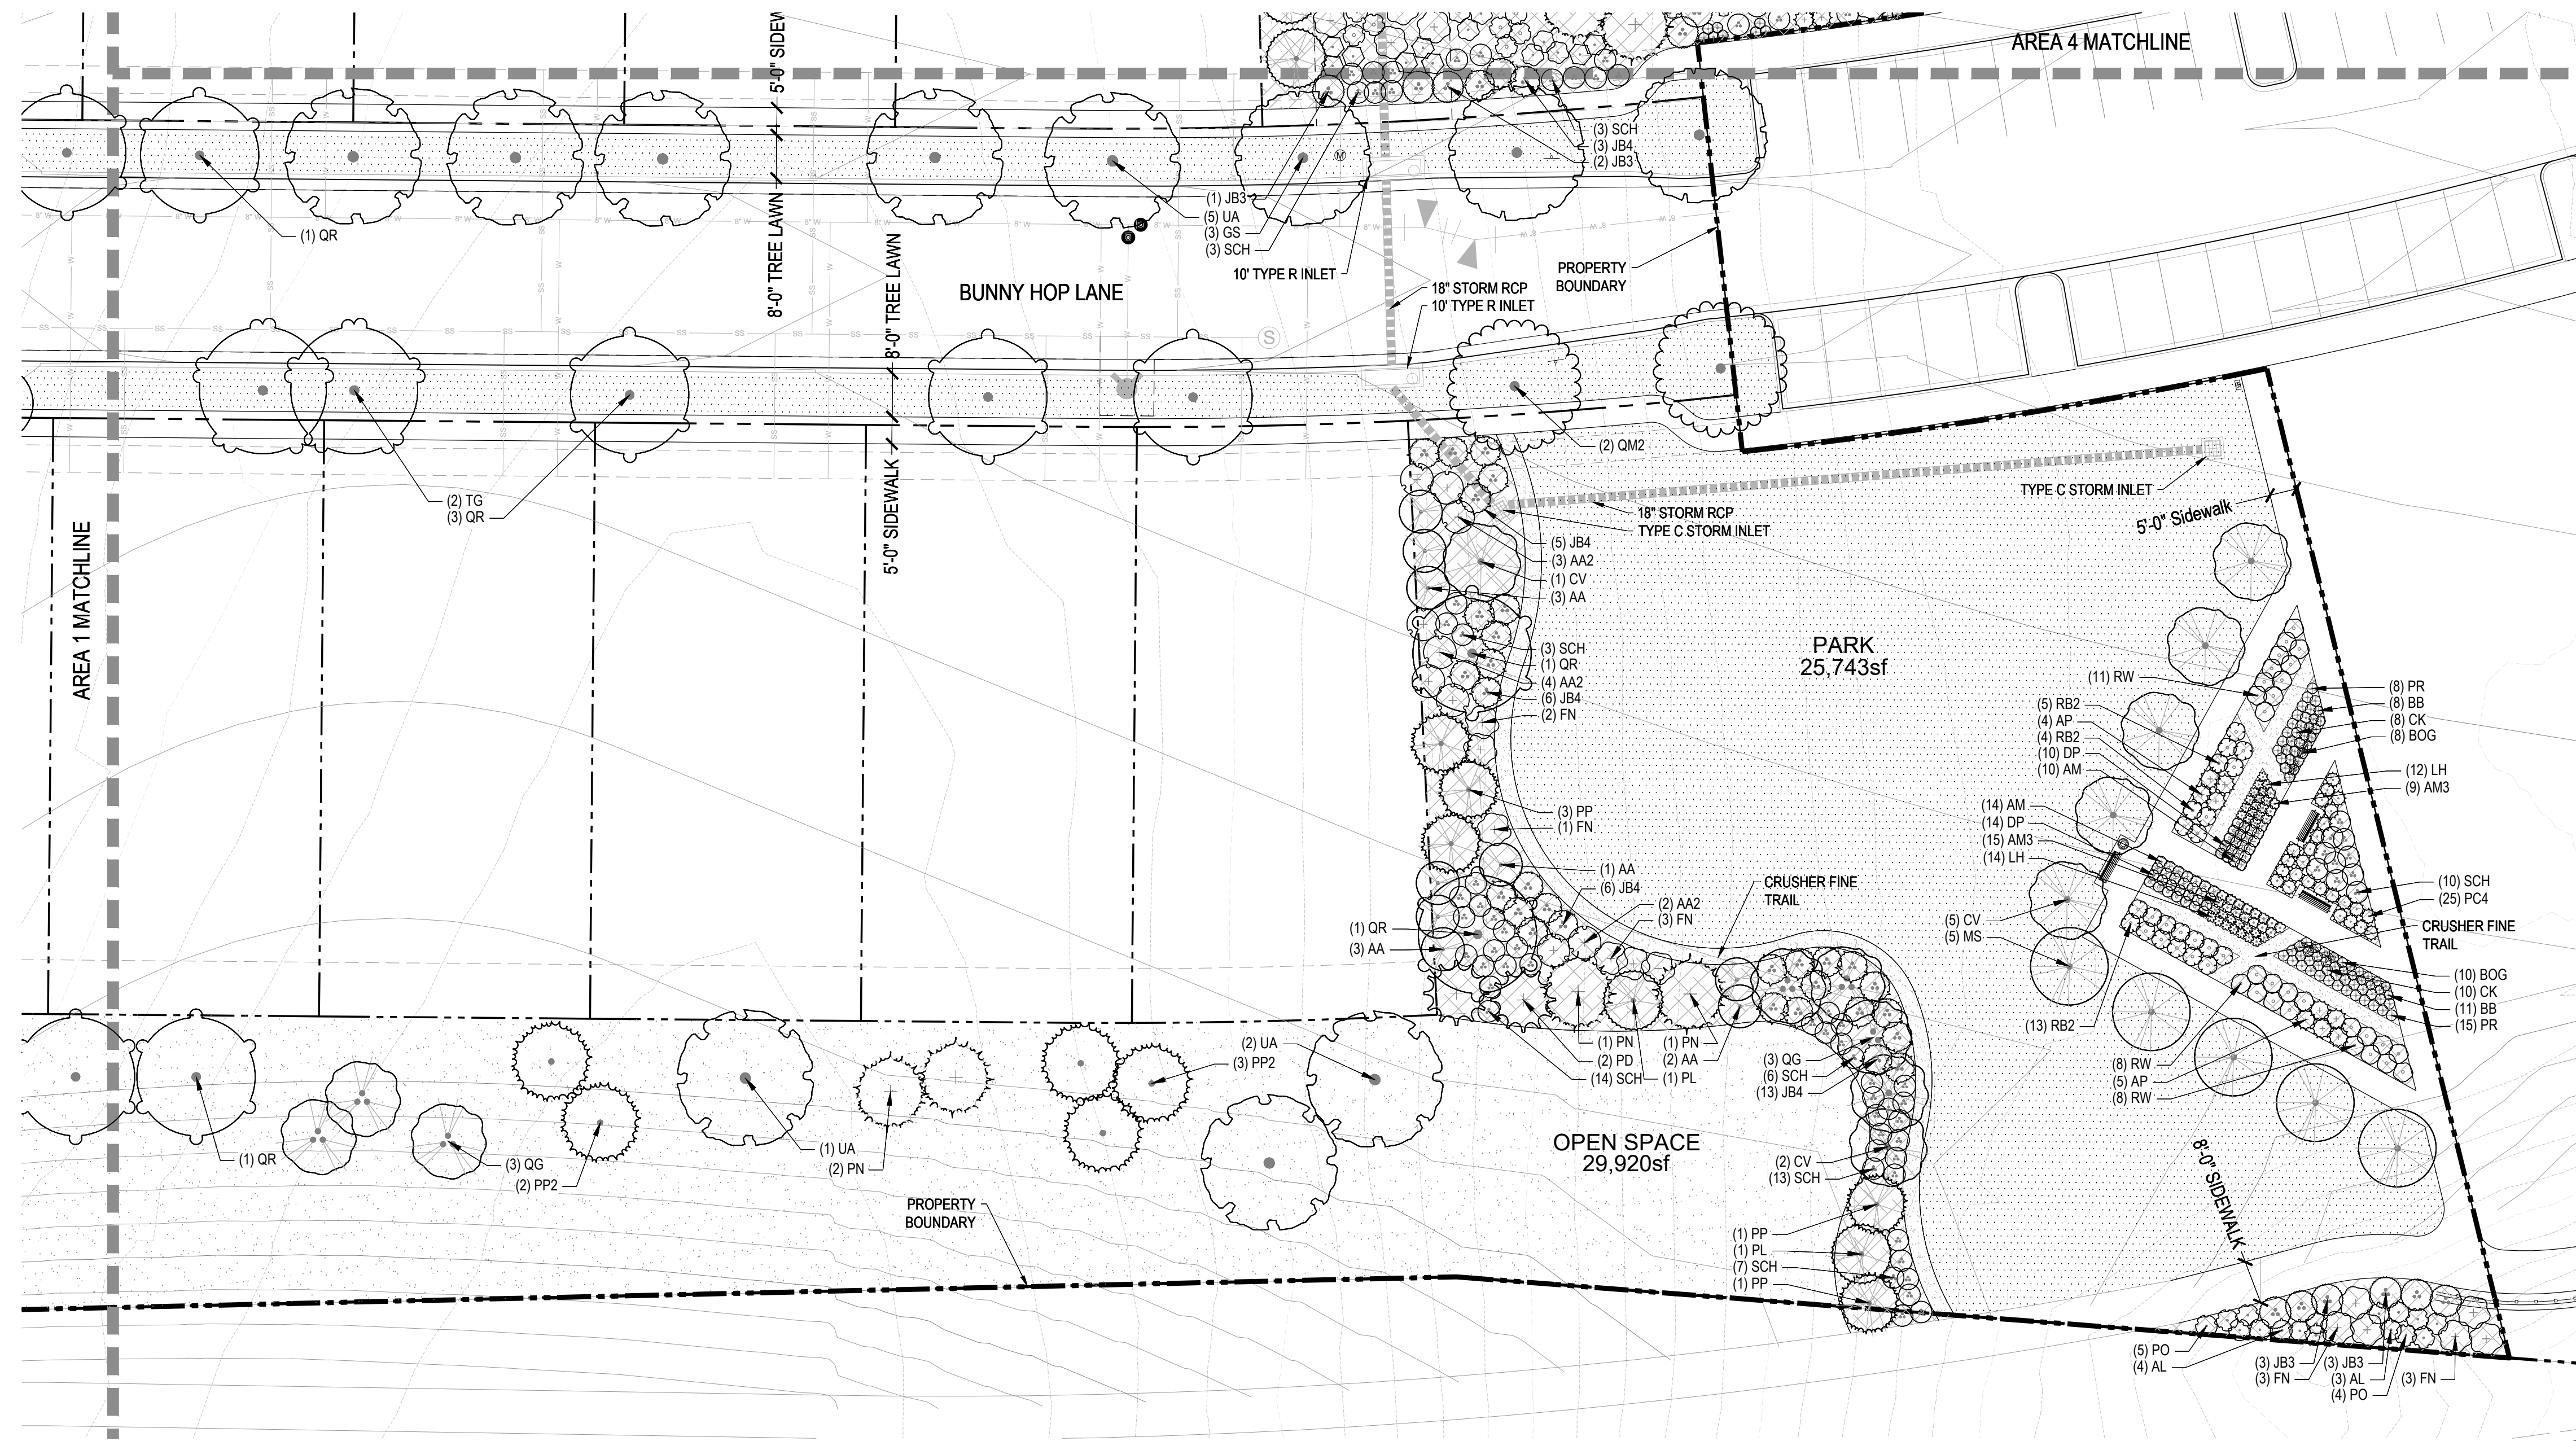 AREA 4 MATCHLINE
5'-0" SIDEW
(3) SCH
(3) JB4
(2) JB3
(1) JB3
(5) UA
(3) GS
(3) SCH
10' TYPE R INLET
(1) QR
8'-0" TREE LAWN
8'-0" TREE LAWN
BUNNY HOP LANE
18" STORM RCP
10' TYPE R INLET
PROPERTY
BOUNDARY
S
M
(2) QM2
(2) TG
(3) QR
5'-0" SIDEWALK
AREA 1 MATCHLINE
TYPE C STORM INLET
5'-0" Sidewalk
18" STORM RCP
TYPE C STORM INLET
(5) JB4
(3) AA2
(1) CV
(3) AA
(3) SCH
(1) QR
(4) AA2
(6) JB4
(2) FN
PARK
25,743sf
(11) RW
(5) RB2
(4) AP
(4) RB2
(10) DP
(10) AM
(8) PR
(8) BB
(8) CK
(8) BOG
(12) LH
(9) AM3
(14) AM
(14) DP
(15) AM3
(14) LH
(3) PP
(1) FN
(1) AA
(6) JB4
(2) AA2
(3) FN
CRUSHER FINE
TRAIL
(10) SCH
(25) PC4
CRUSHER FINE
TRAIL
(5) CV
(5) MS
(1) QR
(3) AA
(10) BOG
(10) CK
(11) BB
(15) PR
(13) RB2
(8) RW
(5) AP
(8) RW
(1) PN
(2) PD
(14) SCH
(1) PN
(2) AA
(1) PL
(3) QG
(6) SCH
(13) JB4
(2) UA
(3) PP2
(1) QR
(3) QG
(2) PP2
(1) UA
(2) PN
OPEN SPACE
29,920sf
(2) CV
(13) SCH
8'-0" SIDEWALK
PROPERTY
BOUNDARY
(1) PP
(1) PL
(7) SCH
(1) PP
(5) PO
(4) AL
(3) JB3
(3) FN
(3) JB3
(3) AL
(4) PO
(3) FN